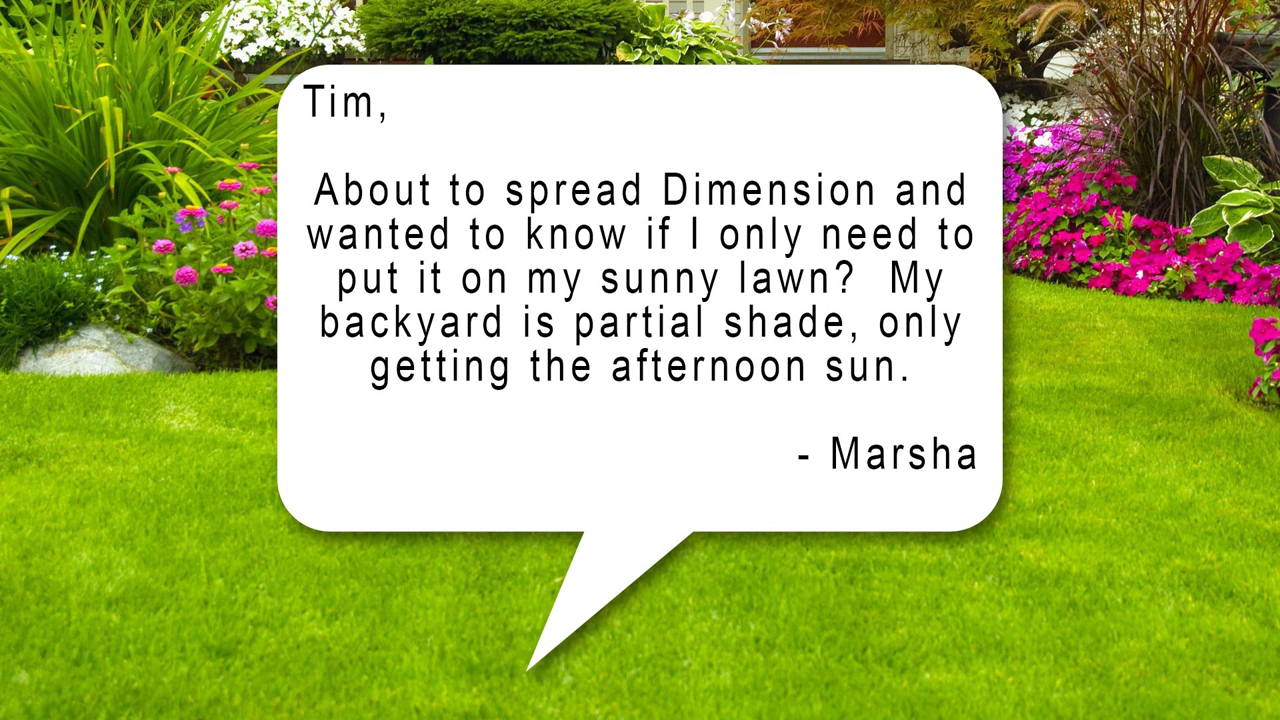 Tim,
About to spread Dimension and
wanted to know if I only need to
put it on my sunny lawn?  My
backyard is partial shade, only
getting the afternoon sun.
- Marsha